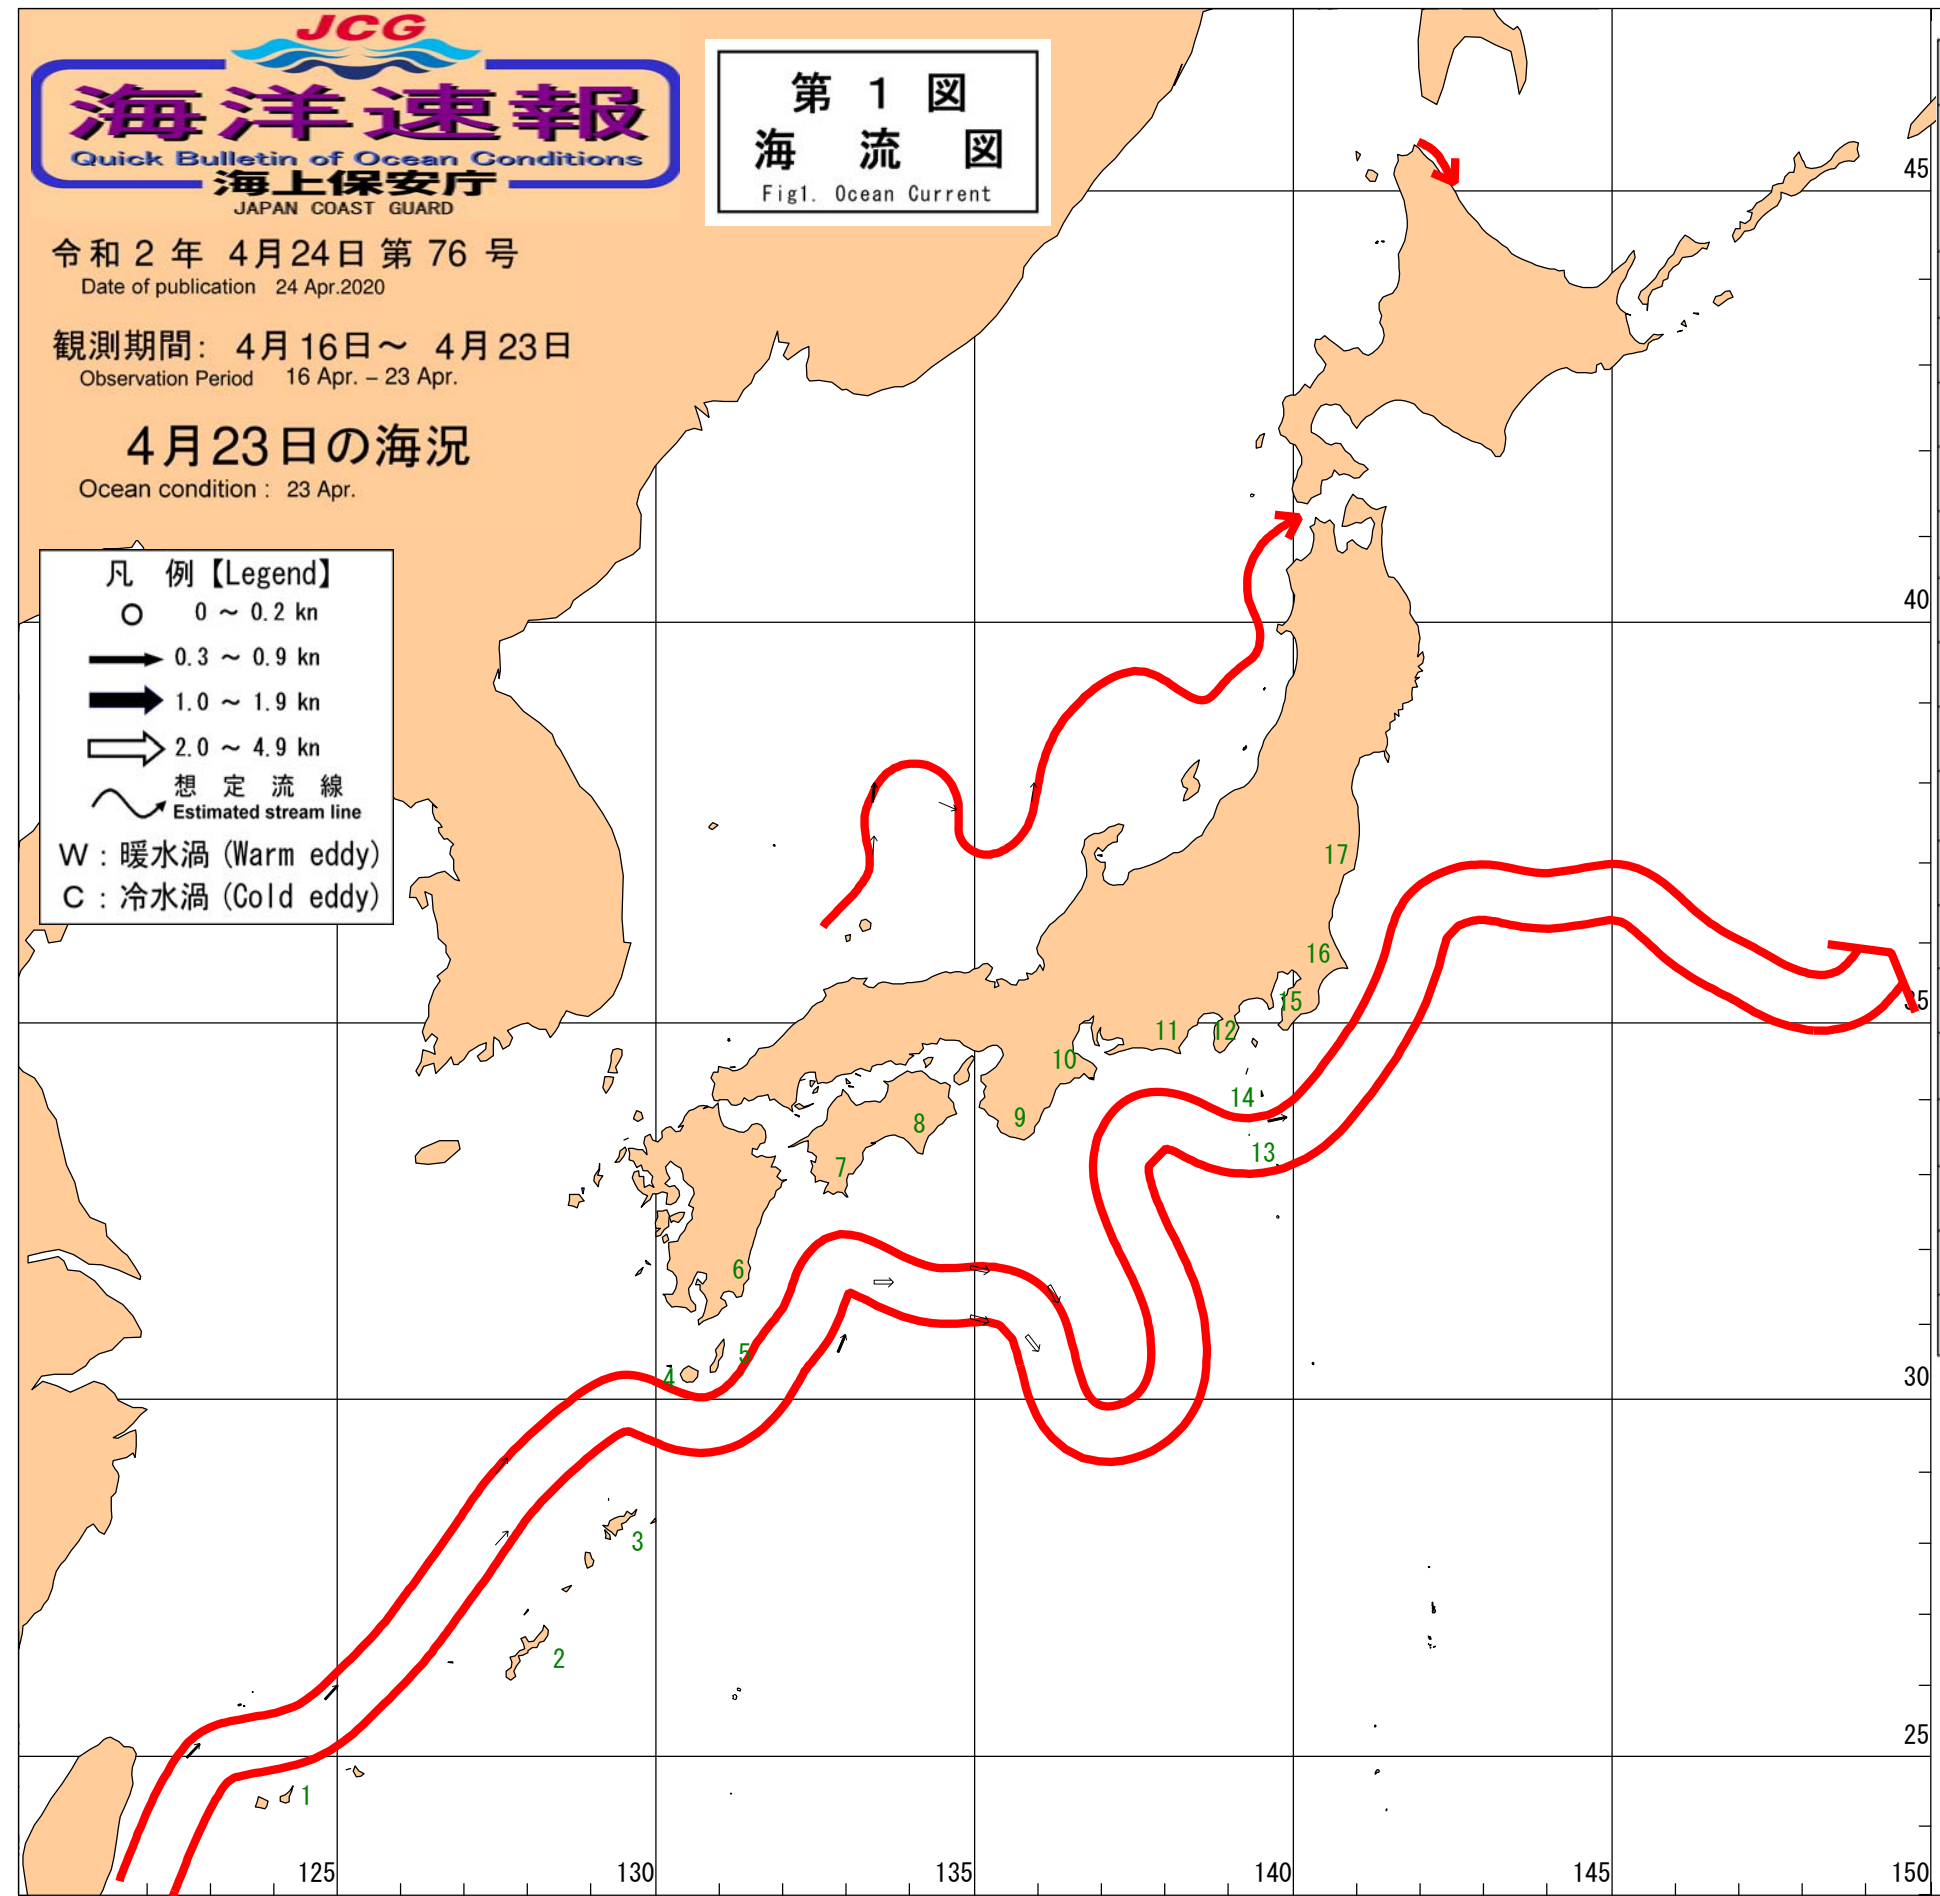 JCG
海洋速報
Quick Bulletin of Ocean Conditions
海上保安庁
JAPAN COAST GUARD
第 1 図
海 流 図
Fig1. Ocean Current
令和 2 年 4月24日 第 76 号
Date of publication 24 Apr.2020
観測期間: 4月16日~ 4月23日
Observation Period 16 Apr. – 23 Apr.
4月23日の海況
Ocean condition : 23 Apr.
凡 例【Legend】
0 ~ 0.2 kn
0.3 ~ 0.9 kn
1.0 ~ 1.9 kn
2.0 ~ 4.9 kn
想 定 流 線
Estimated stream line
W : 暖水渦 (Warm eddy)
C : 冷水渦 (Cold eddy)
45
40
17
16
35
15
11
12
10
14
9
8
13
7
6
5
4
30
3
2
25
1
125
130
135
140
145
150